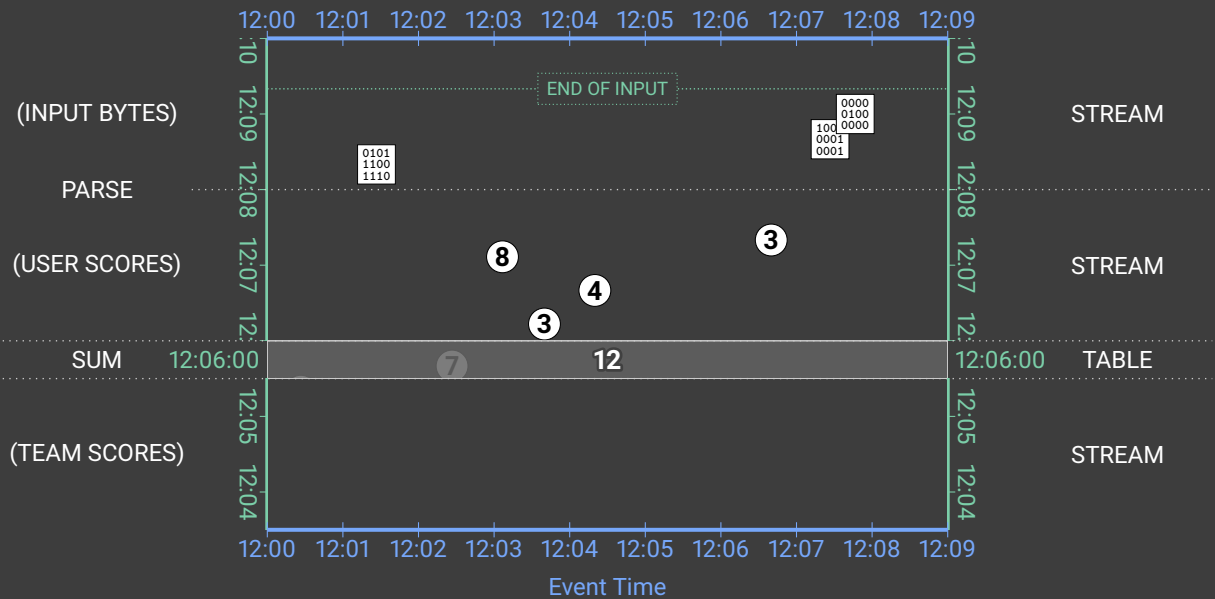 12:00 12:01 12:02 12:03 12:04 12:05 12:06 12:07 12:08 12:09
10 10
END OF INPUT
(INPUT BYTES) 12:09 12:09 STREAM
0000
0100
0000
100
0001
0001
0101
1100
1110
PARSE 12:08 12:08
(USER SCORES) 12:07 12:07 STREAM
3
8
4
3
12: 12:
SUM 12:06:00 7 12 12:06:00 TABLE
12:05 12:05
(TEAM SCORES) STREAM
12:04 12:04
12:00 12:01 12:02 12:03 12:04 12:05 12:06 12:07 12:08 12:09
Event Time